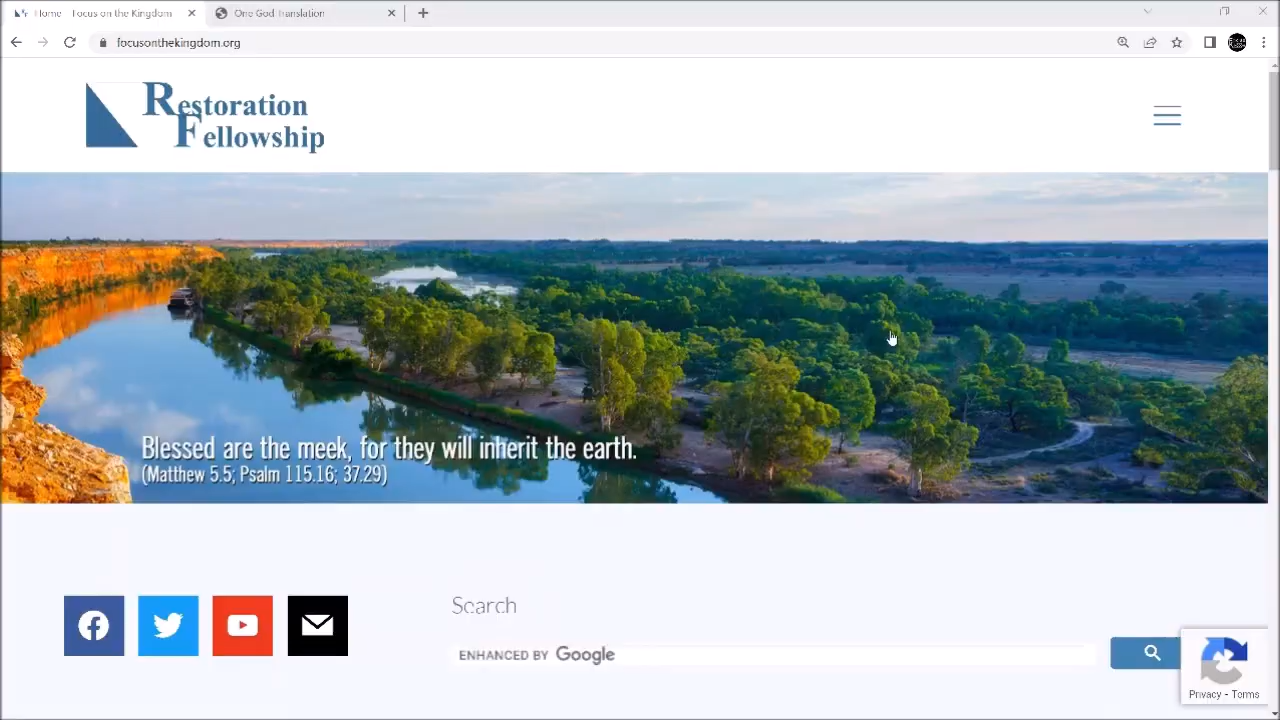 Home - Focus on the Kingdom
One God Translation
focusonthekingdom.org
Restoration
Fellowship
Blessed are the meek, for they will inherit the earth.
(Matthew 5.5; Psalm 115.16; 37.29)
Search
ENHANCED BY Google
Privacy - Terms